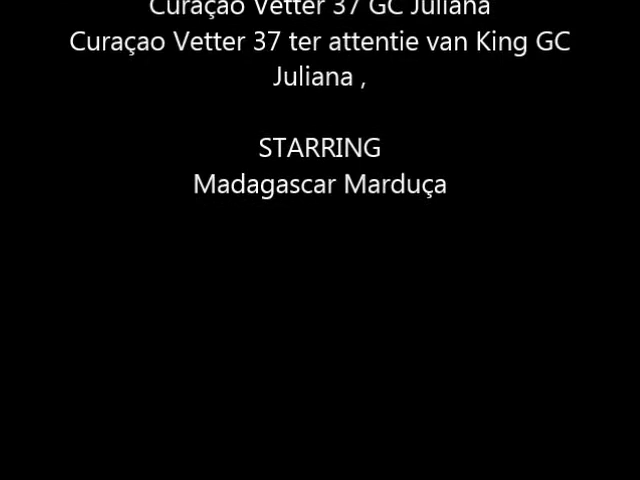 Curaçao Vetter 37 GC Juliana
Curaçao Vetter 37 ter attentie van King GC
Juliana ,
STARRING
Madagascar Marduça